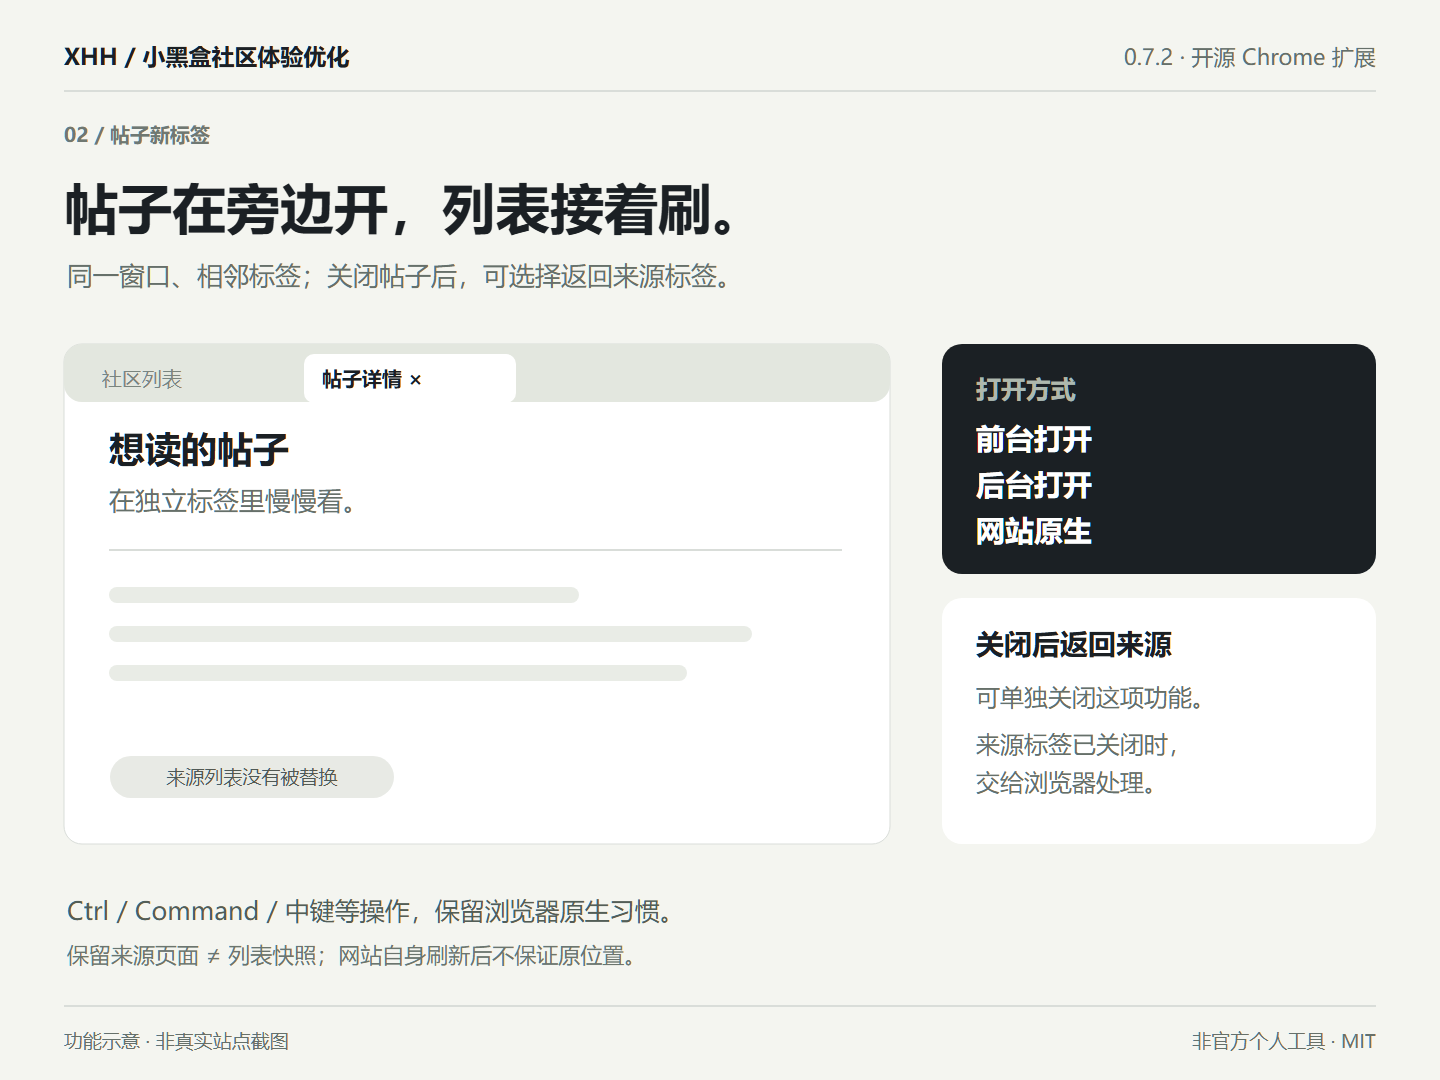 XHH / 小黑盒社区体验优化
0.7.2 · 开源 Chrome 扩展
02 / 帖子新标签
帖子在旁边开，列表接着刷。
同一窗口、相邻标签；关闭帖子后，可选择返回来源标签。
社区列表
帖子详情 ×
想读的帖子
在独立标签里慢慢看。
来源列表没有被替换
打开方式
前台打开
后台打开
网站原生
关闭后返回来源
可单独关闭这项功能。
来源标签已关闭时，
交给浏览器处理。
Ctrl / Command / 中键等操作，保留浏览器原生习惯。
保留来源页面 ≠ 列表快照；网站自身刷新后不保证原位置。
功能示意 · 非真实站点截图
非官方个人工具 · MIT